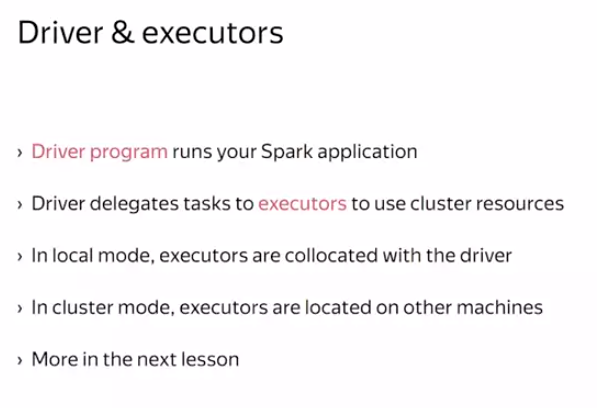 Driver & executors
› Driver program runs your Spark application
› Driver delegates tasks to executors to use cluster resources
› In local mode, executors are collocated with the driver
› In cluster mode, executors are located on other machines
› More in the next lesson